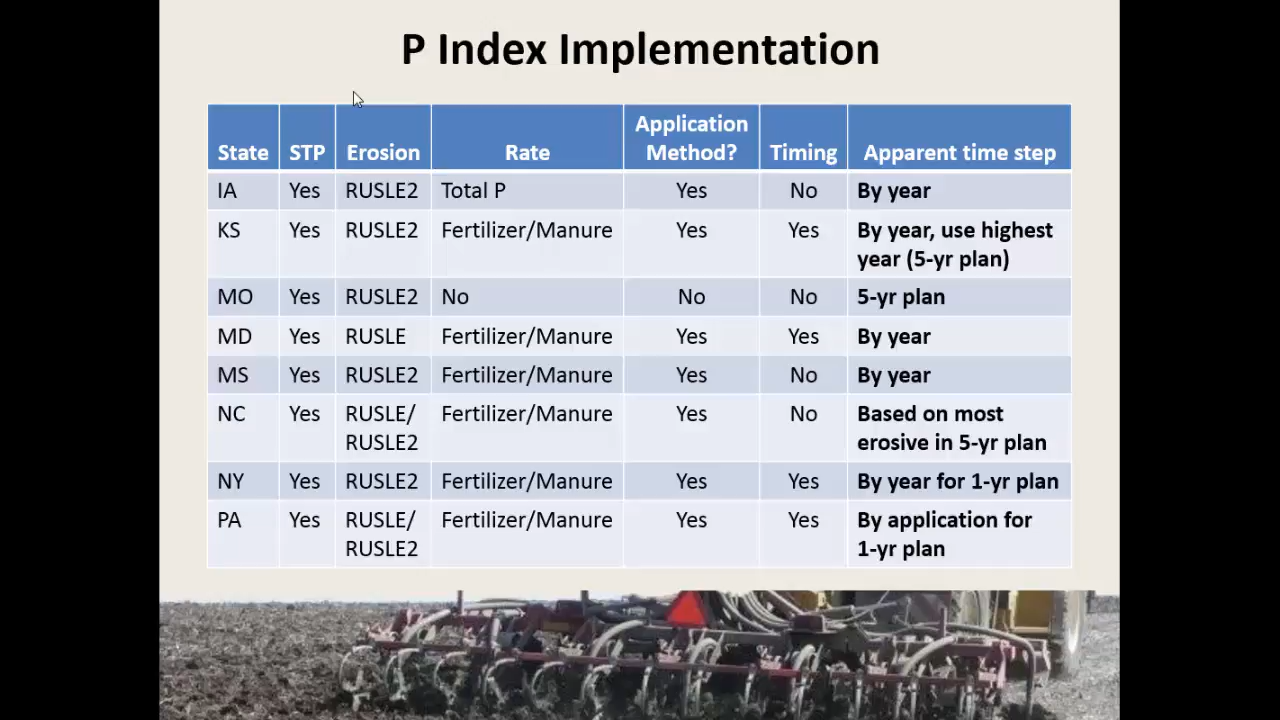 P Index Implementation
State STP Erosion Rate Application Method? Timing Apparent time step
IA Yes RUSLE2 Total P Yes No By year
KS Yes RUSLE2 Fertilizer/Manure Yes Yes By year, use highest
year (5-yr plan)
MO Yes RUSLE2 No No No 5-yr plan
MD Yes RUSLE Fertilizer/Manure Yes Yes By year
MS Yes RUSLE2 Fertilizer/Manure Yes No By year
NC Yes RUSLE/ Fertilizer/Manure Yes No Based on most
RUSLE2 erosive in 5-yr plan
NY Yes RUSLE2 Fertilizer/Manure Yes Yes By year for 1-yr plan
PA Yes RUSLE/ Fertilizer/Manure Yes Yes By application for
RUSLE2 1-yr plan